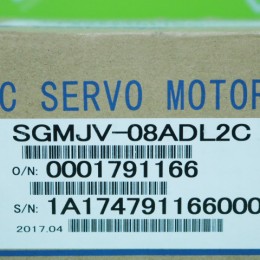 C SERVO MOTOR
SGMJV-08ADL2C
O/N: 0001791166
S/N: 1A174791166000
2017.04